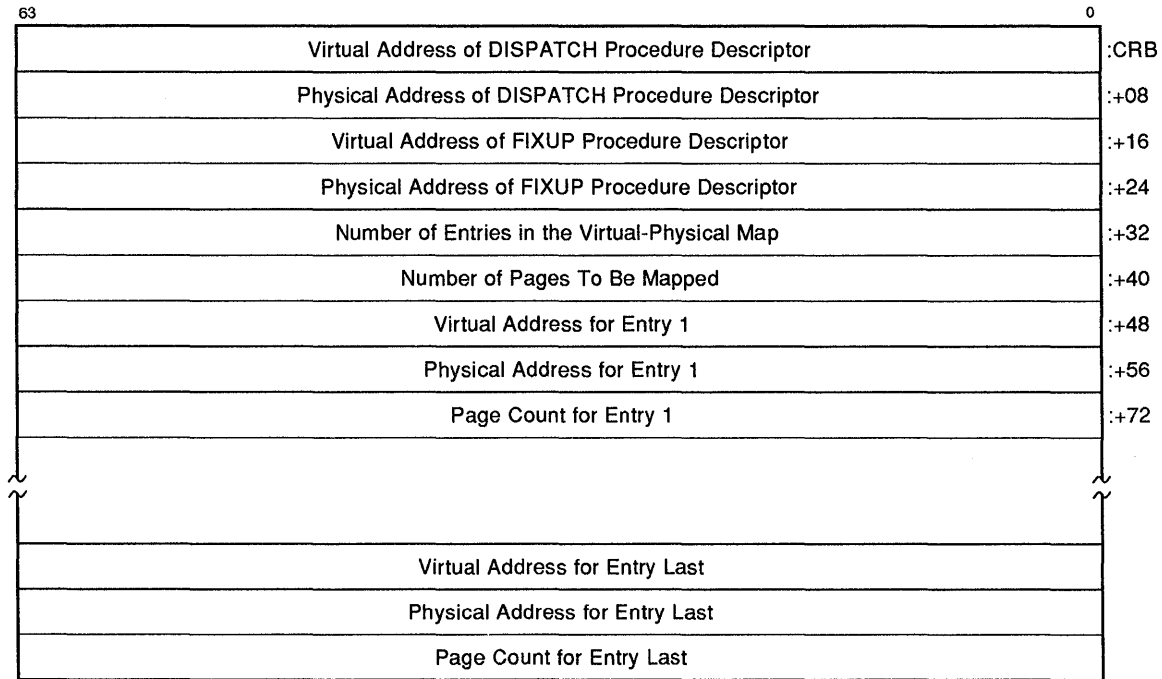 63 0
Virtual Address of DISPATCH Procedure Descriptor :CRB
Physical Address of DISPATCH Procedure Descriptor :+08
Virtual Address of FIXUP Procedure Descriptor :+16
Physical Address of FIXUP Procedure Descriptor :+24
Number of Entries in the Virtual-Physical Map :+32
Number of Pages To Be Mapped :+40
Virtual Address for Entry 1 :+48
Physical Address for Entry 1 :+56
Page Count for Entry 1 :+72
Virtual Address for Entry Last
Physical Address for Entry Last
Page Count for Entry Last